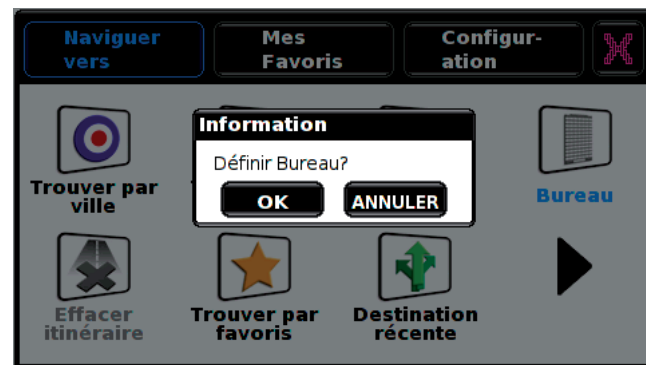 Naviguer
vers
Mes
Favoris
Configur-
ation
Information
Définir Bureau?
OK
ANNULER
Trouver par
ville
Bureau
Effacer
itinéraire
Trouver par
favoris
Destination
récente